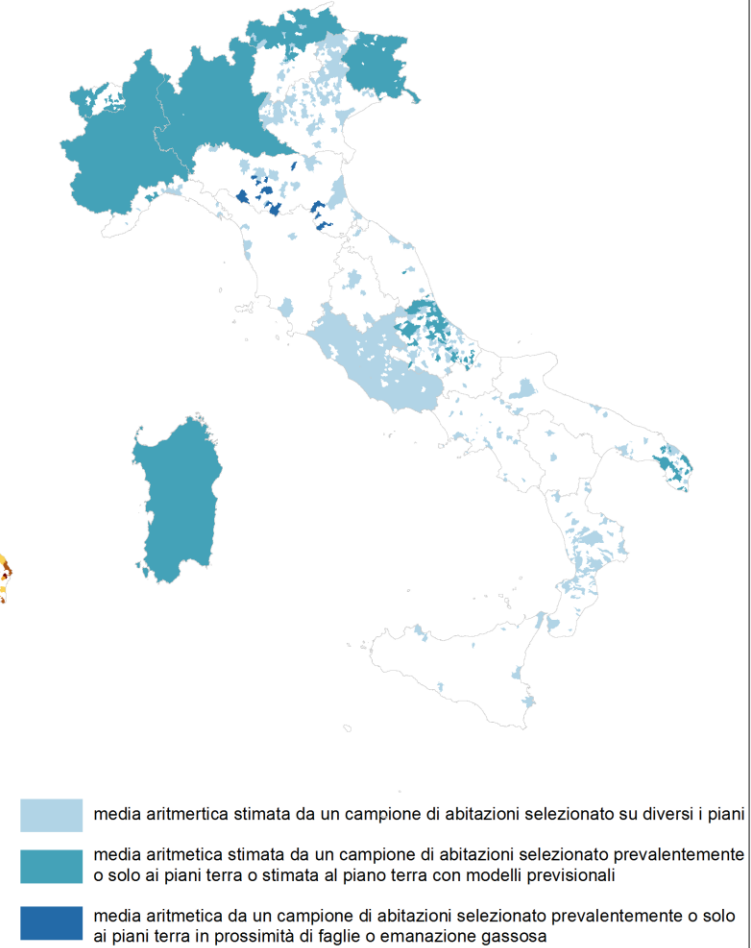 media aritmertica stimata da un campione di abitazioni selezionato su diversi i piani
media aritmetica stimata da un campione di abitazioni selezionato prevalentemente
o solo ai piani terra o stimata al piano terra con modelli previsionali
media aritmetica da un campione di abitazioni selezionato prevalentemente o solo
ai piani terra in prossimità di faglie o emanazione gassosa